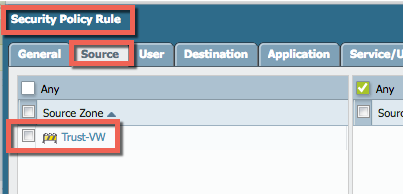 Security Policy Rule
General Source User Destination Application Service/U
Any Any
Source Zone Sourc
Trust-VW